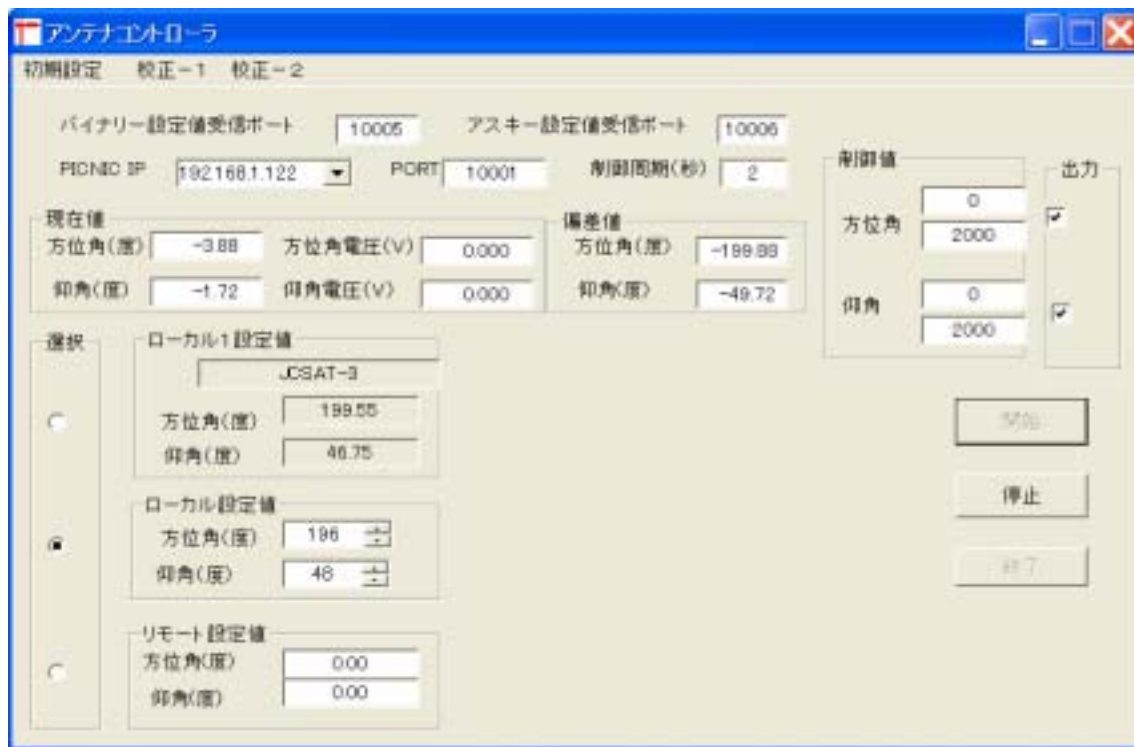 アンテナコントローラ
初期設定 校正-1 校正-2
バイナリー設定値受信ポート 10005 アスキー設定値受信ポート 10006
PICNIC IP 192.168.1.122 PORT 10001 制御周期(秒) 2
制御値 出力
方位角 0
2000
仰角 0
2000
現在値
方位角(度) -3.88 方位角電圧(V) 0.000
仰角(度) -1.72 仰角電圧(V) 0.000
偏差値
方位角(度) -199.88
仰角(度) -49.72
選択
ローカル1設定値
JCSAT-3
方位角(度) 199.55
仰角(度) 46.75
ローカル設定値
方位角(度) 196
仰角(度) 48
リモート設定値
方位角(度) 0.00
仰角(度) 0.00
開始
停止
終了